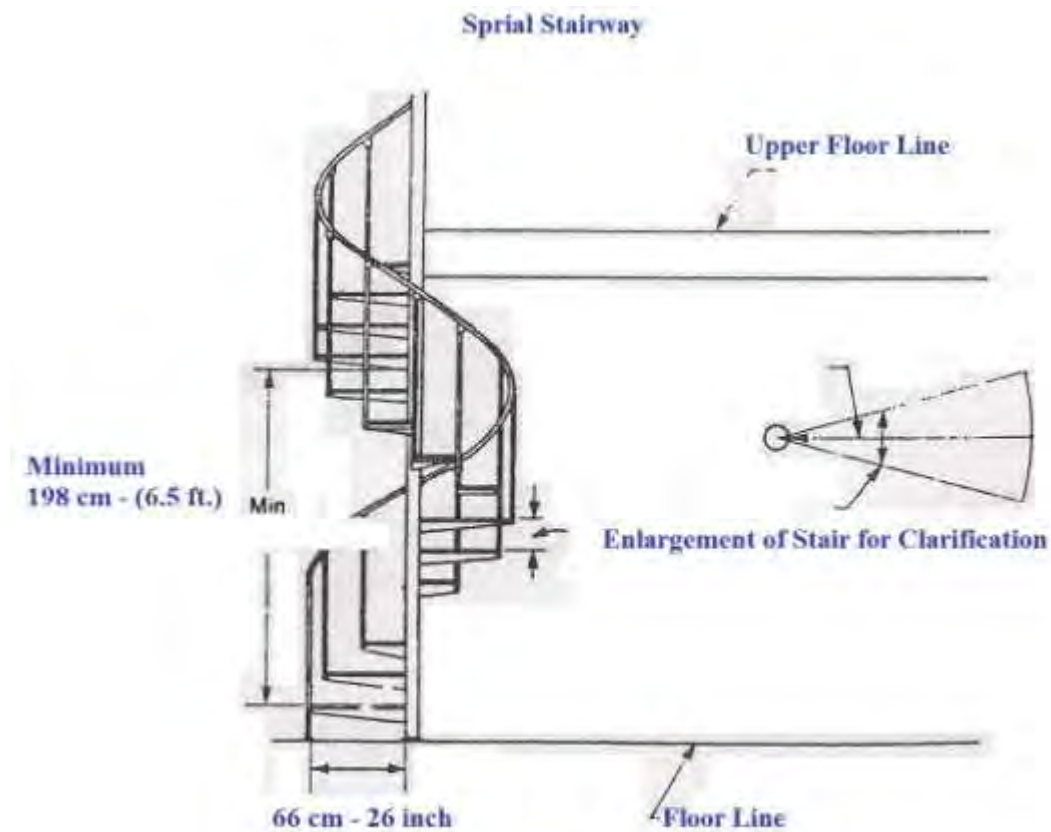 Sprial Stairway
Upper Floor Line
Minimum
198 cm - (6.5 ft.)
Min
Enlargement of Stair for Clarification
66 cm - 26 inch
Floor Line